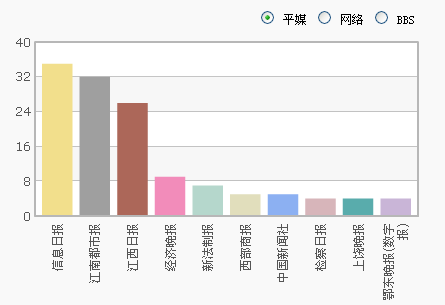 平媒 网络 BBS
40
32
24
16
8
0
信息日报
江南都市报
江西日报
经济晚报
新法制报
西部商报
中国新闻社
检察日报
上饶晚报
鄂东晚报(数字
报)